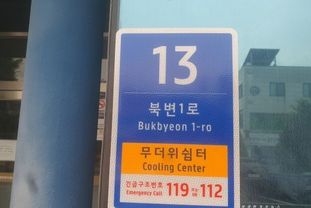 13
북변1로
Bukbyeon 1-ro
무더위쉼터
Cooling Center
긴급구조번호
Emergency Call
119 112